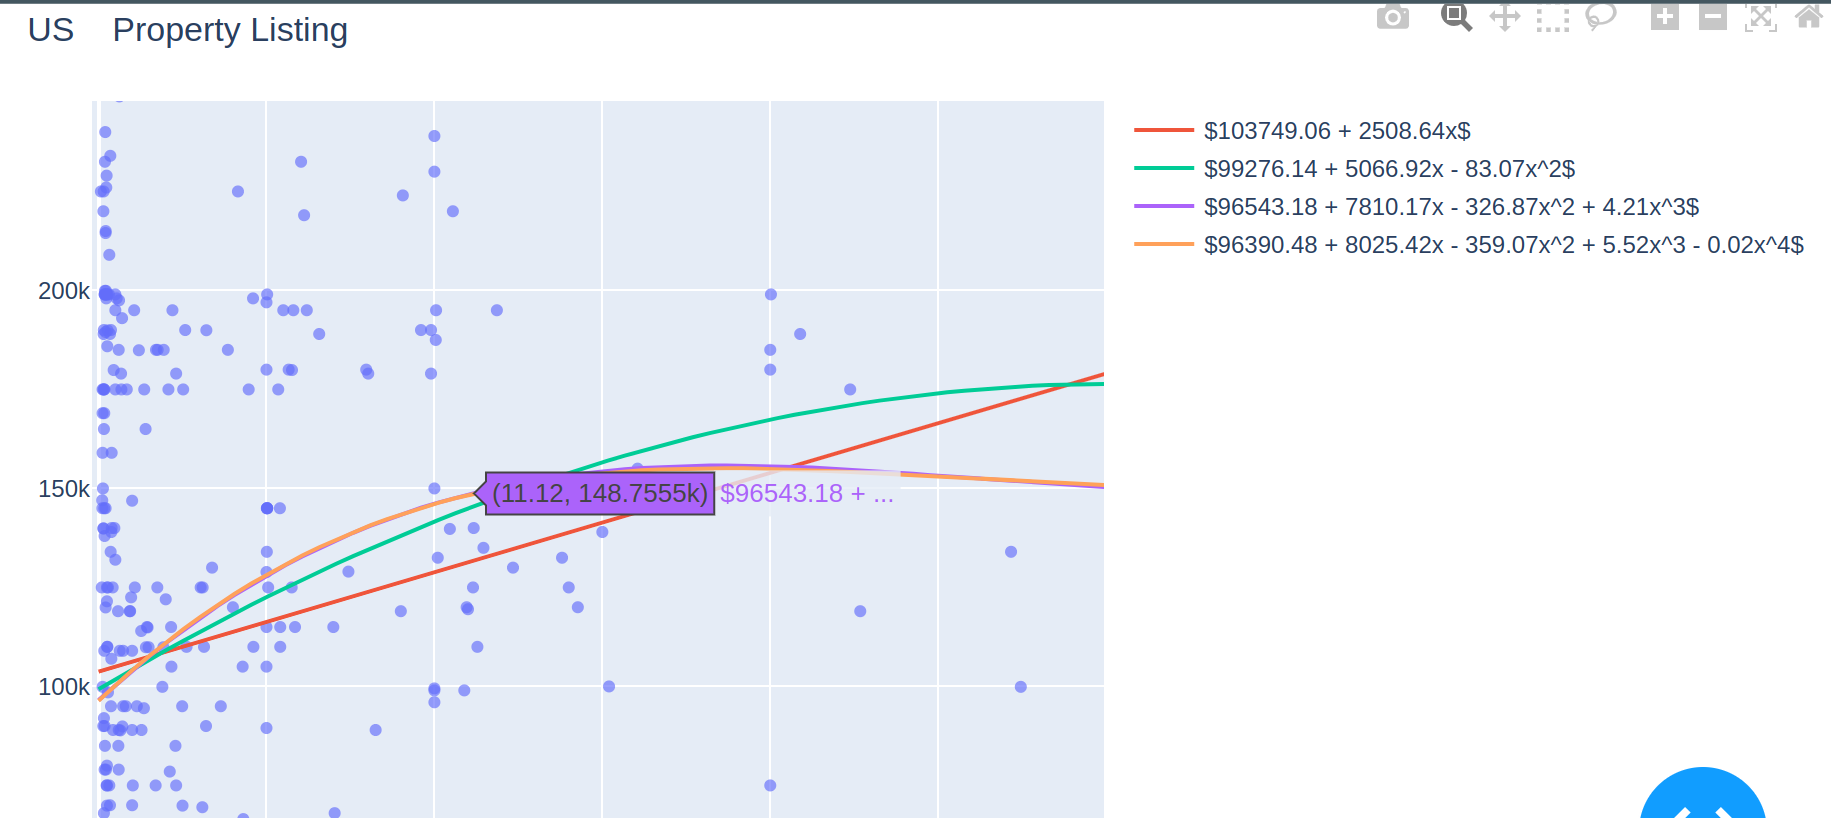 US    Property Listing
$103749.06 + 2508.64x$
$99276.14 + 5066.92x - 83.07x^2$
$96543.18 + 7810.17x - 326.87x^2 + 4.21x^3$
$96390.48 + 8025.42x - 359.07x^2 + 5.52x^3 - 0.02x^4$
200k
150k
(11.12, 148.7555k) $96543.18 + ...
100k